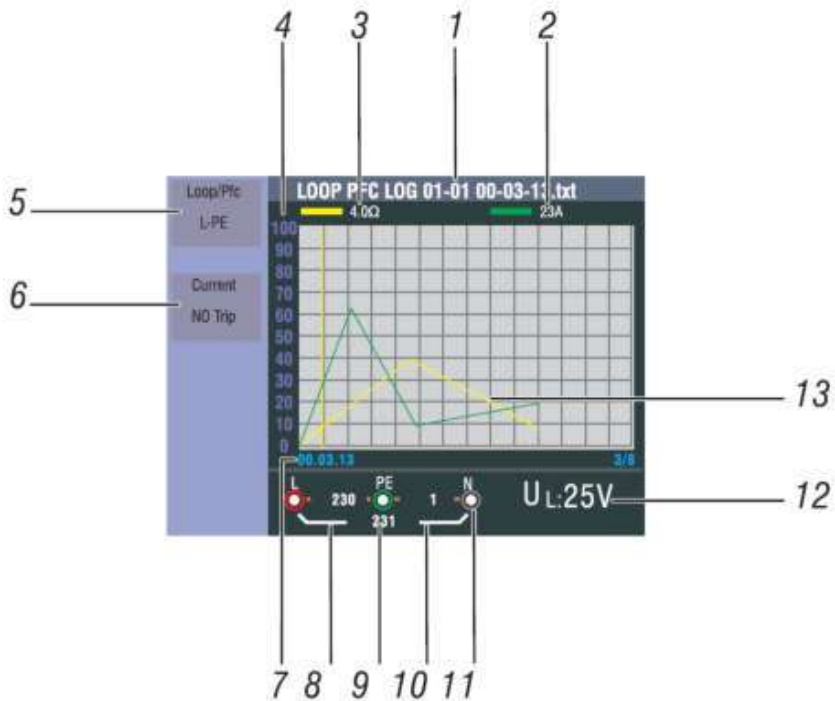 4 3 1 2
LOOP PFC LOG 01-01 00-03-13.txt
Loop/Pfc
L-PE
4.0Ω 23A
5
100
90
80
70
60
50
40
30
20
10
0
Current
NO Trip
6
13
00.03.13 3/8
L PE N
230 1
231
UL:25V
12
7 8 9 10 11